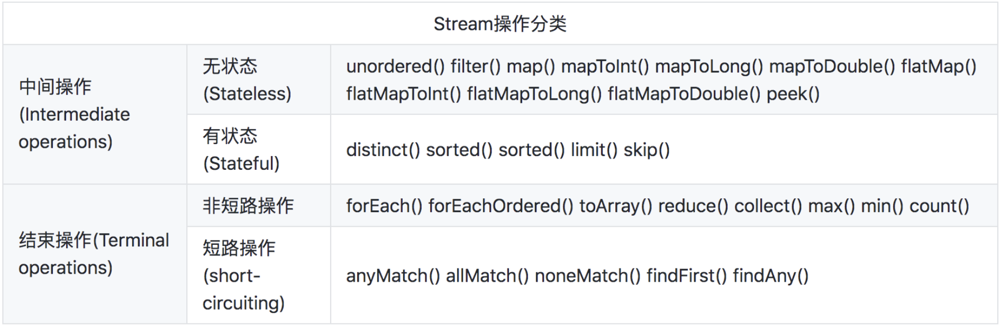 Stream操作分类
中间操作
(Intermediate
operations)
无状态
(Stateless)
unordered() filter() map() mapToInt() mapToLong() mapToDouble() flatMap()
flatMapToInt() flatMapToLong() flatMapToDouble() peek()
有状态
(Stateful)
distinct() sorted() sorted() limit() skip()
结束操作(Terminal
operations)
非短路操作
forEach() forEachOrdered() toArray() reduce() collect() max() min() count()
短路操作
(short-
circuiting)
anyMatch() allMatch() noneMatch() findFirst() findAny()